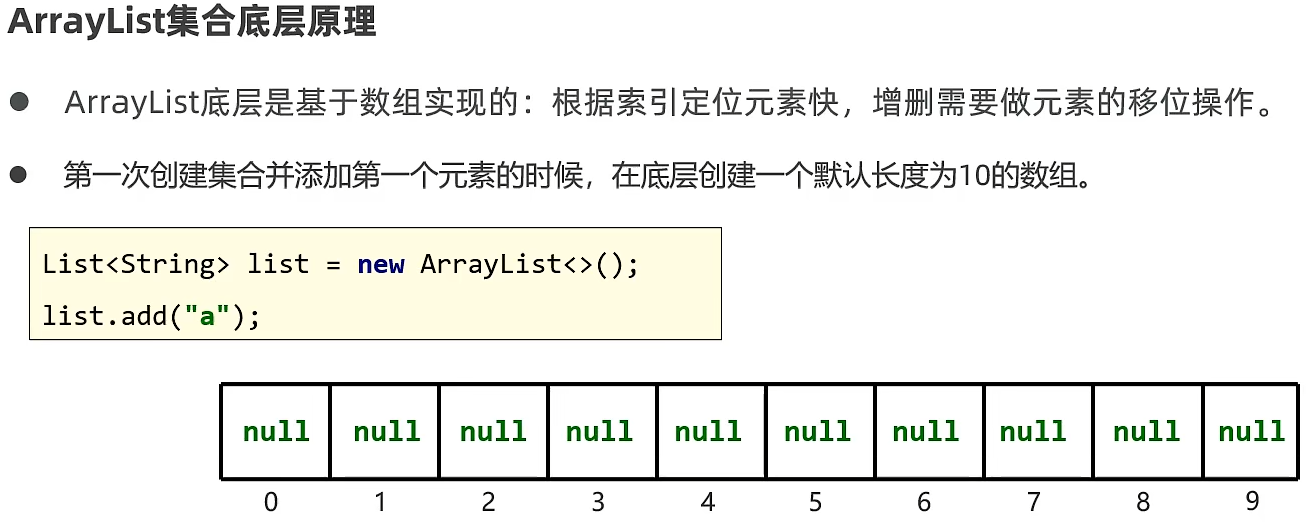 ArrayList集合底层原理
● ArrayList底层是基于数组实现的：根据索引定位元素快，增删需要做元素的移位操作。
● 第一次创建集合并添加第一个元素的时候，在底层创建一个默认长度为10的数组。
List<String> list = new ArrayList<>();
list.add("a");
null null null null null null null null null null
0 1 2 3 4 5 6 7 8 9